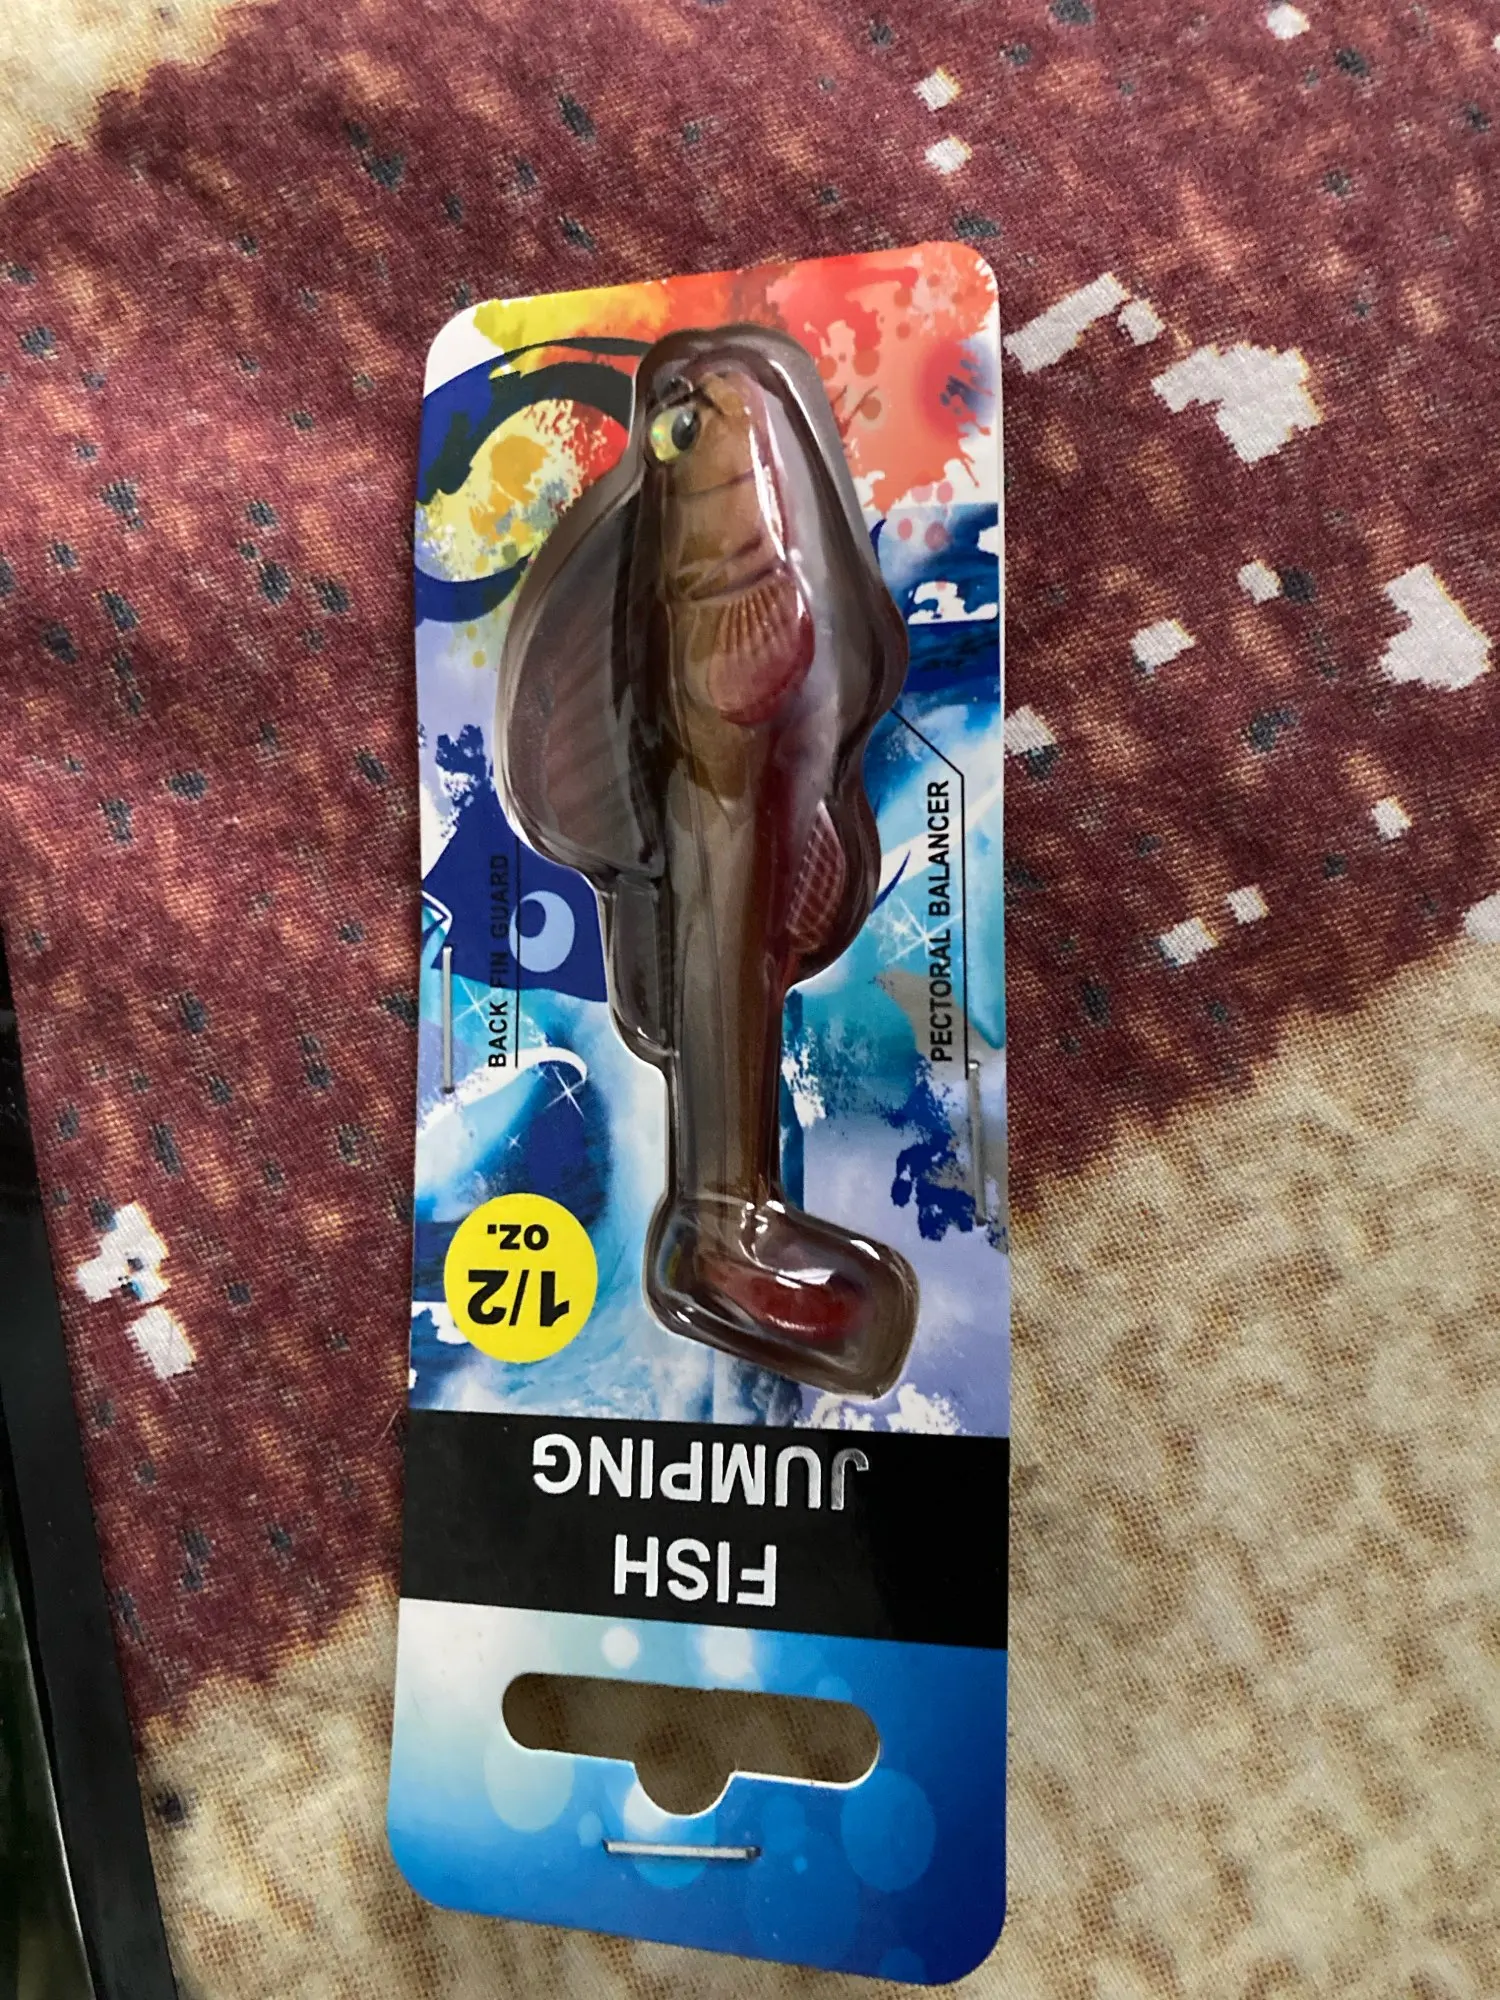 FISH
JUMPING
1/2
oz.
BACK FIN GUARD
PECTORAL BALANCER